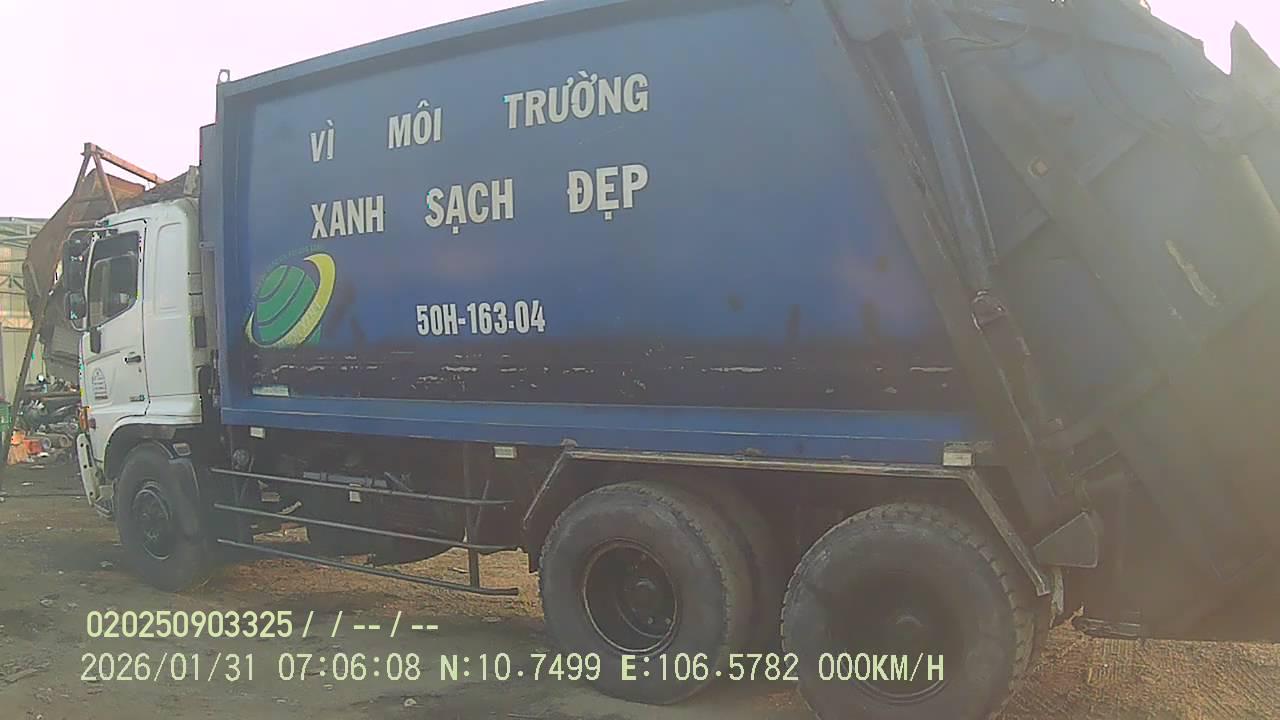 VÌ MÔI TRƯỜNG
XANH SẠCH ĐẸP
50H-163.04
020250903325 / / -- / --
2026/01/31 07:06:08 N:10.7499 E:106.5782 000KM/H